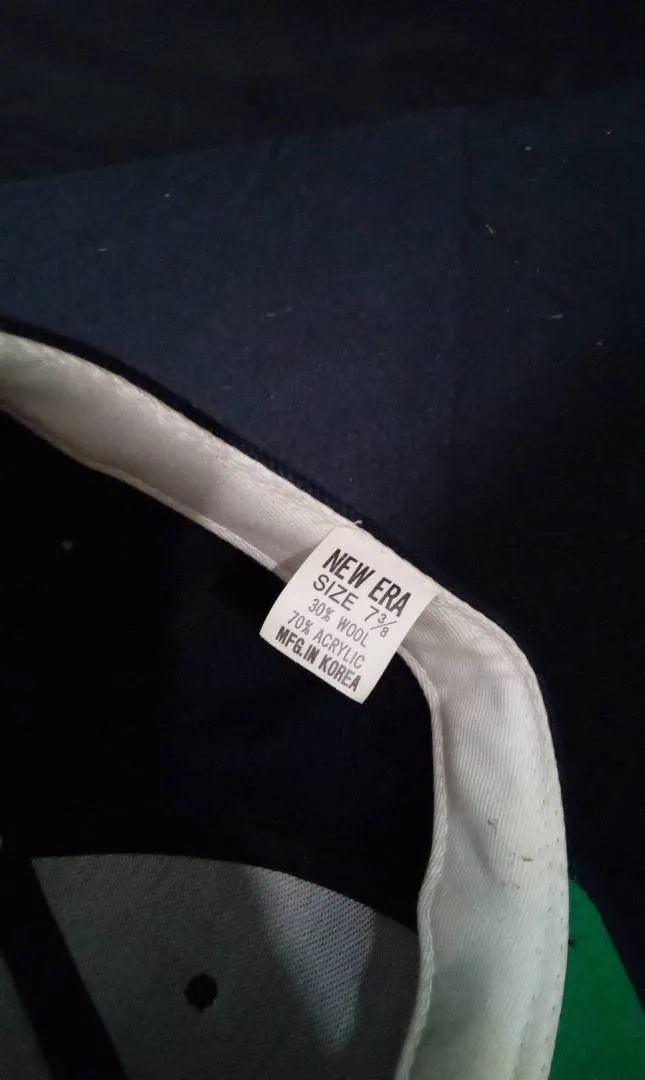 NEW ERA
SIZE 7 3/8
30% WOOL
70% ACRYLIC
MFG.IN KOREA